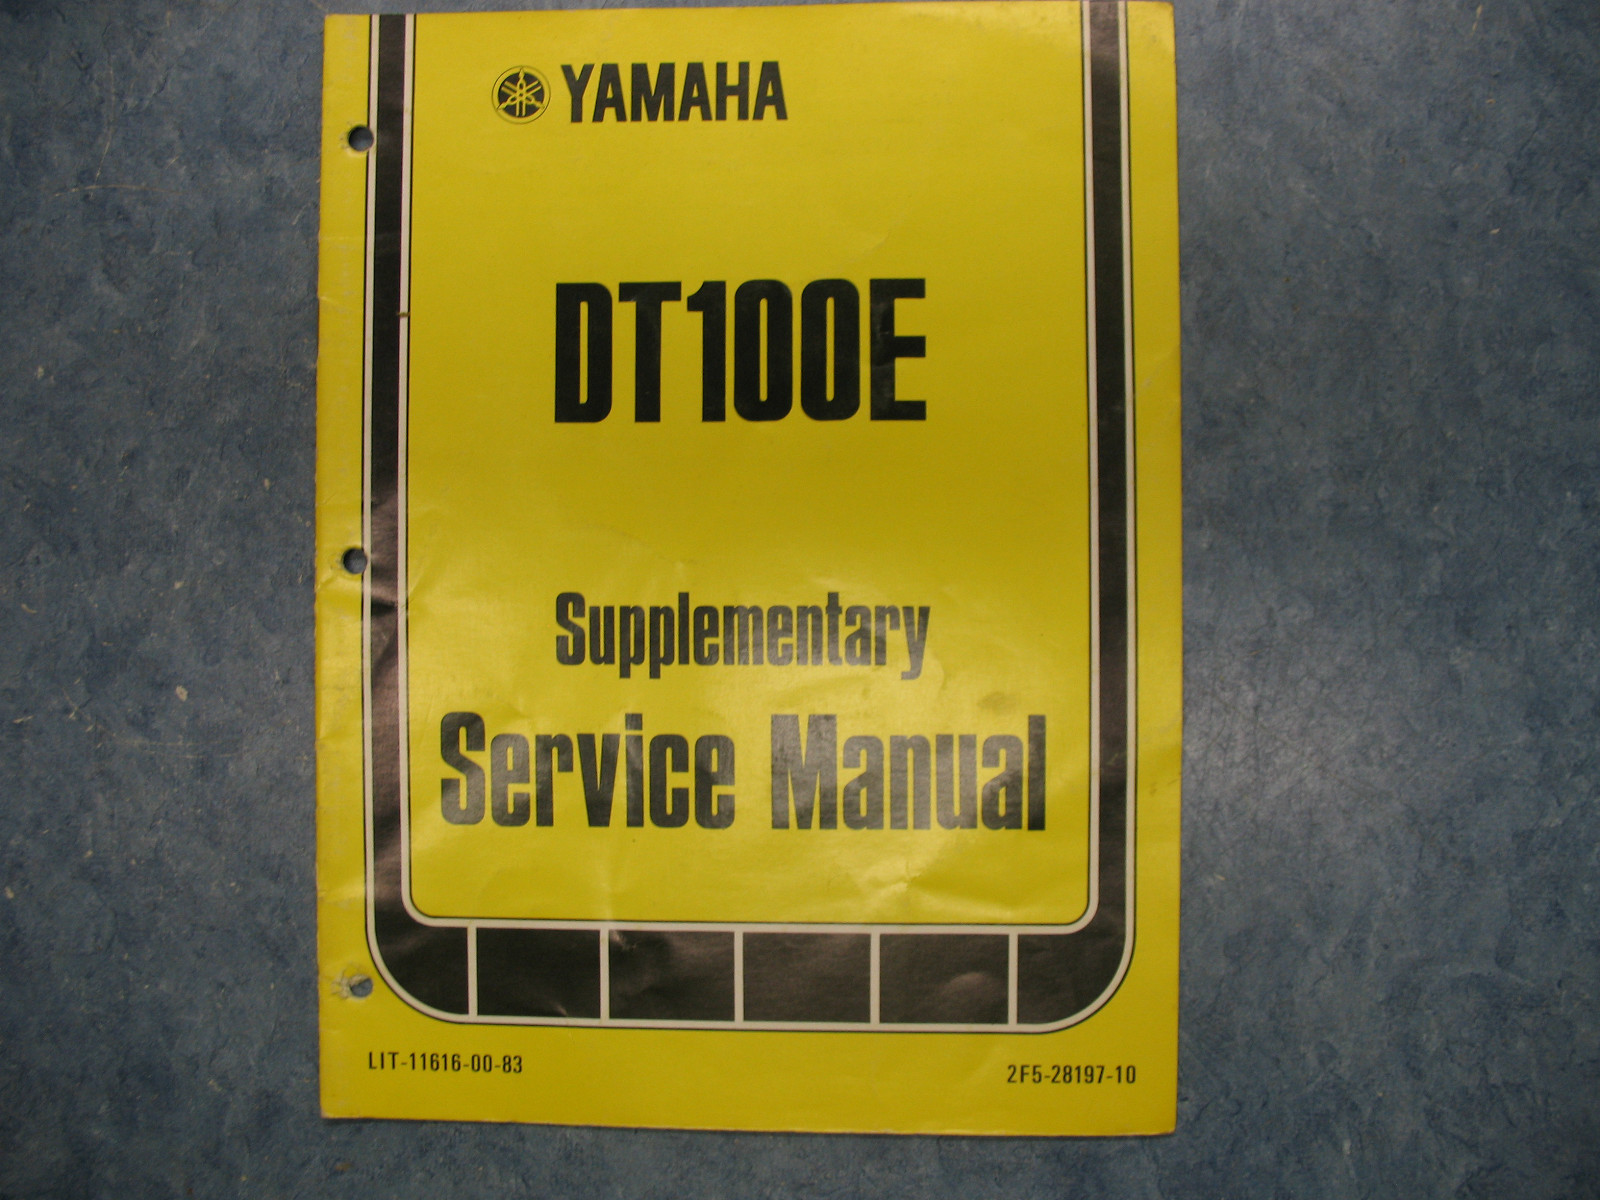 YAMAHA
DT100E
Supplementary
Service Manual
LIT-11616-00-83
2F5-28197-10